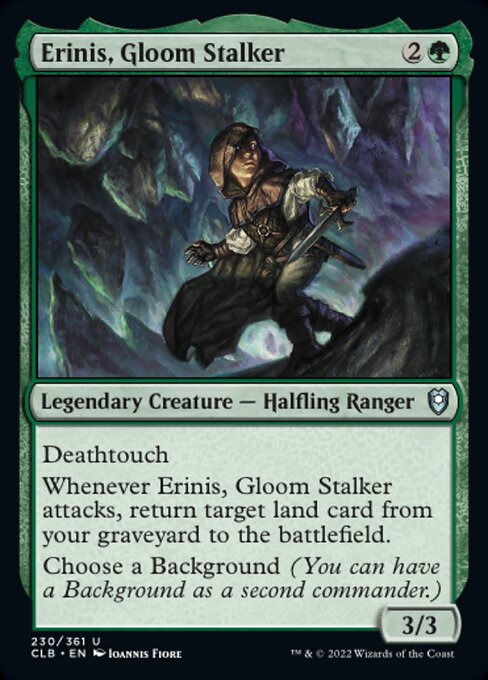 Erinis, Gloom Stalker 2
Legendary Creature — Halfling Ranger
Deathtouch
Whenever Erinis, Gloom Stalker
attacks, return target land card from
your graveyard to the battlefield.
Choose a Background (You can have
a Background as a second commander.)
3/3
230/361 U
CLB • EN Ioannis Fiore
™ & © 2022 Wizards of the Coast